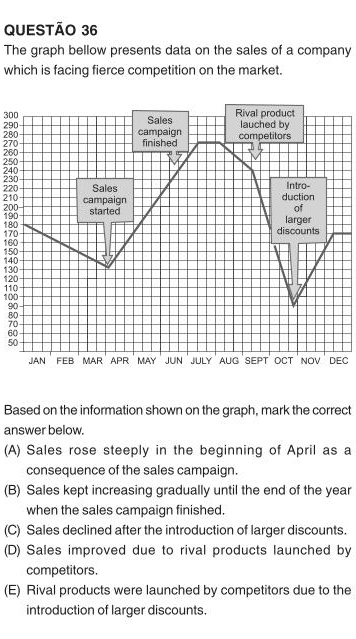 QUESTÃO 36
The graph bellow presents data on the sales of a company
which is facing fierce competition on the market.
300
290
280
270
260
250
240
230
220
210
200
190
180
170
160
150
140
130
120
110
100
90
80
70
60
50
Sales
campaign
started
Sales
campaign
finished
Rival product
lauched by
competitors
Intro-
duction
of
larger
discounts
JAN FEB MAR APR MAY JUN JULY AUG SEPT OCT NOV DEC
Based on the information shown on the graph, mark the correct
answer below.
(A) Sales rose steeply in the beginning of April as a
consequence of the sales campaign.
(B) Sales kept increasing gradually until the end of the year
when the sales campaign finished.
(C) Sales declined after the introduction of larger discounts.
(D) Sales improved due to rival products launched by
competitors.
(E) Rival products were launched by competitors due to the
introduction of larger discounts.